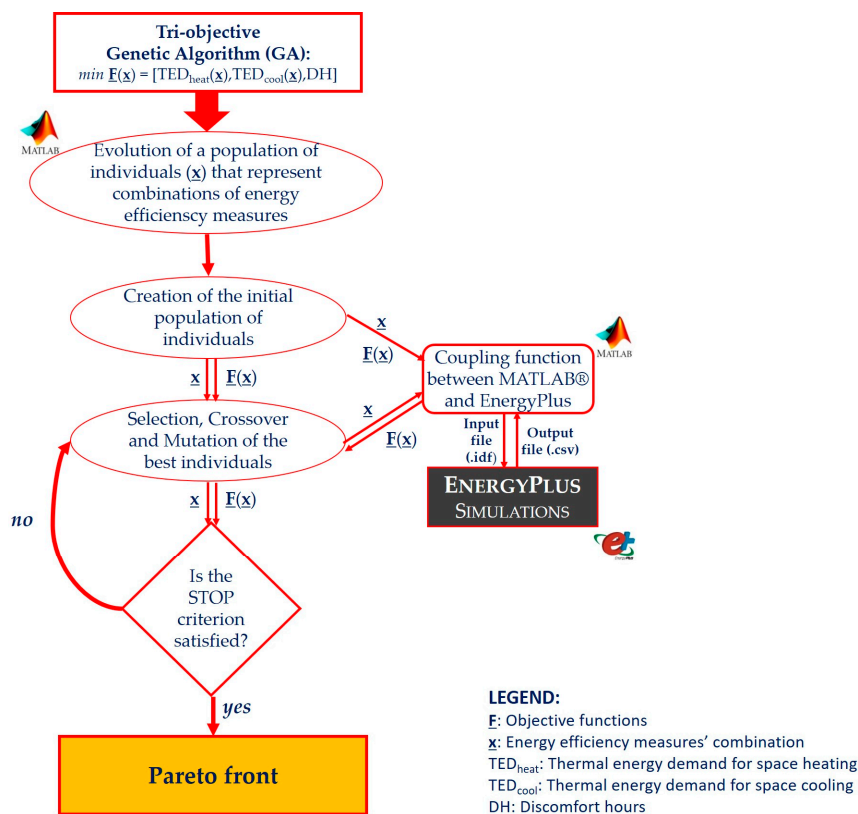 Tri-objective
Genetic Algorithm (GA):
min F(x) = [TEDheat(x),TEDcool(x),DH]
MATLAB
Evolution of a population of
individuals (x) that represent
combinations of energy
efficienscy measures
Creation of the initial
population of
individuals
x
F(x)
MATLAB
Coupling function
between MATLAB®
and EnergyPlus
x
F(x)
x
F(x)
Selection, Crossover
and Mutation of the
best individuals
Input
file
(.idf)
Output
file (.csv)
ENERGYPLUS
SIMULATIONS
et
EnergyPlus
x
F(x)
no
Is the
STOP
criterion
satisfied?
yes
Pareto front
LEGEND:
F: Objective functions
x: Energy efficiency measures' combination
TEDheat: Thermal energy demand for space heating
TEDcool: Thermal energy demand for space cooling
DH: Discomfort hours